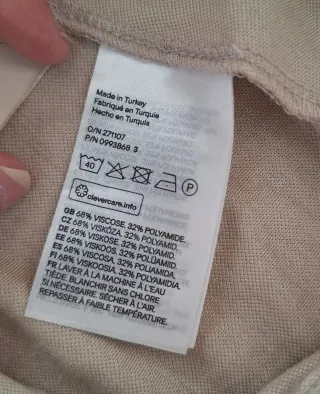 Made in Turkey
Fabriqué en Turquie
Hecho en Turquía
O/N 271107
P/N 0993868 3
40
clevercare.info
GB 68% VISCOSE, 32% POLYAMIDE.
CZ 68% VISKÓZA, 32% POLYAMID.
DE 68% VISKOSE, 32% POLYAMID.
EE 68% VISKOOS, 32% POLÜAMIID.
ES 68% VISCOSA, 32% POLIAMIDA.
FI 68% VISKOOSIA, 32% POLYAMIDIA.
FR LAVER À LA MACHINE À L'EAU
TIÈDE. BLANCHIR SANS CHLORE
SI NÉCESSAIRE. SÉCHER À L'AIR.
REPASSER À FAIBLE TEMPÉRATURE.